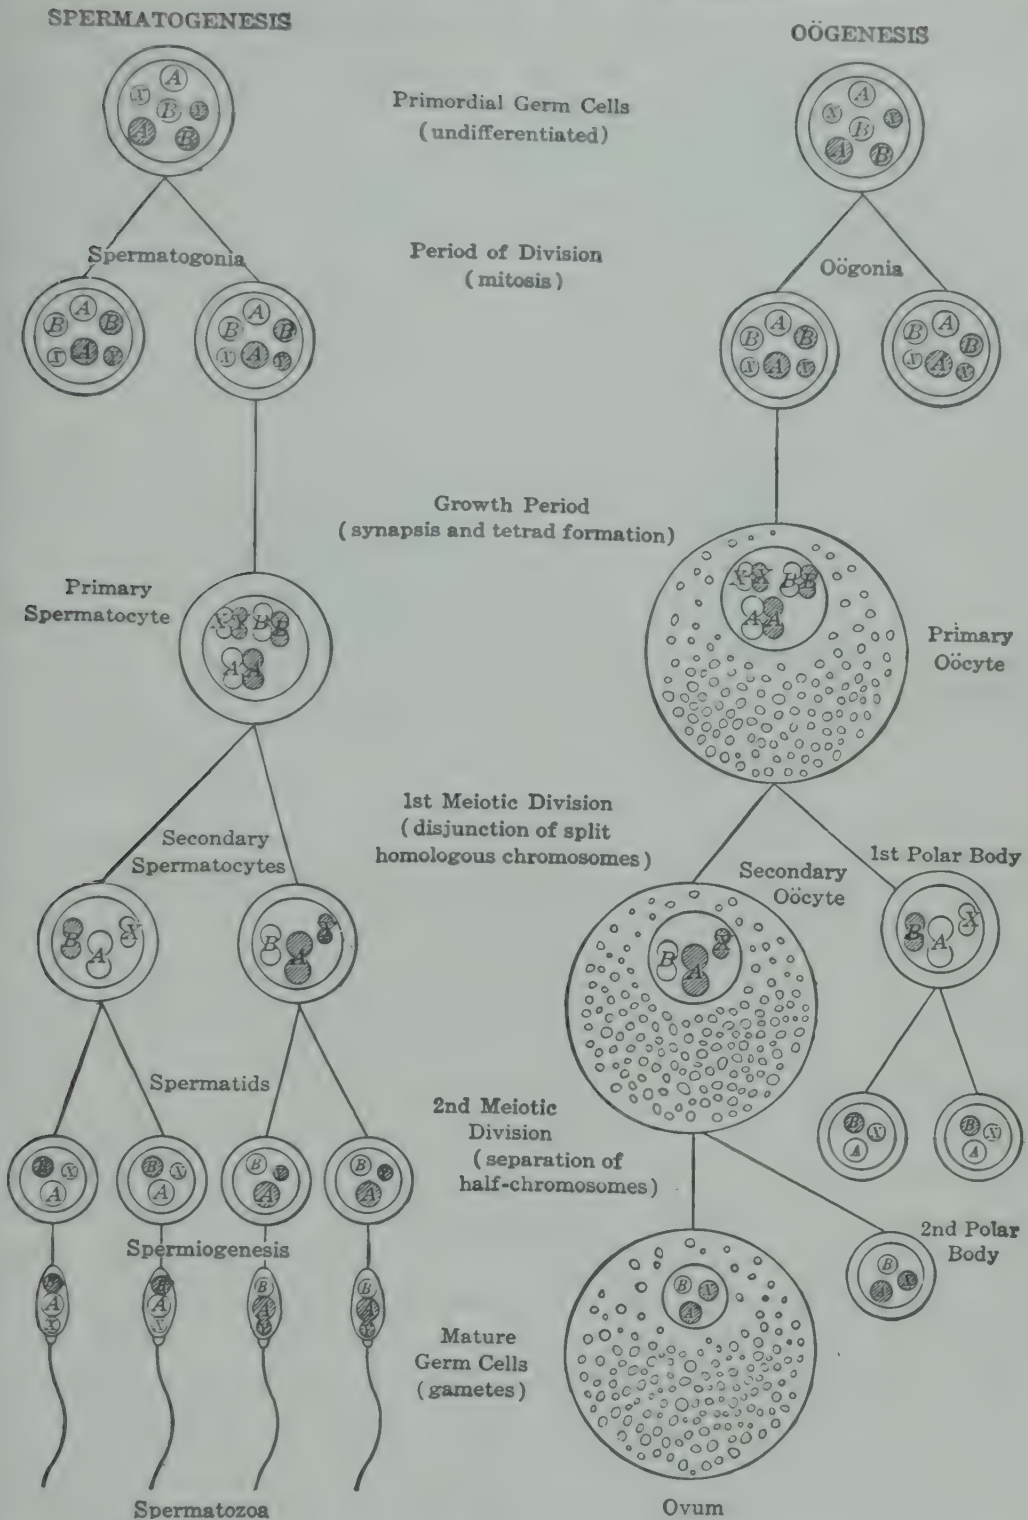 SPERMATOGENESIS
OÖGENESIS
Primordial Germ Cells
(undifferentiated)
Spermatogonia
Period of Division
(mitosis)
Oögonia
Growth Period
(synapsis and tetrad formation)
Primary
Spermatocyte
Primary
Oöcyte
1st Meiotic Division
(disjunction of split
homologous chromosomes)
Secondary
Spermatocytes
Secondary
Oöcyte
1st Polar Body
Spermatids
2nd Meiotic
Division
(separation of
half-chromosomes)
Spermiogenesis
2nd Polar
Body
Mature
Germ Cells
(gametes)
Spermatozoa
Ovum